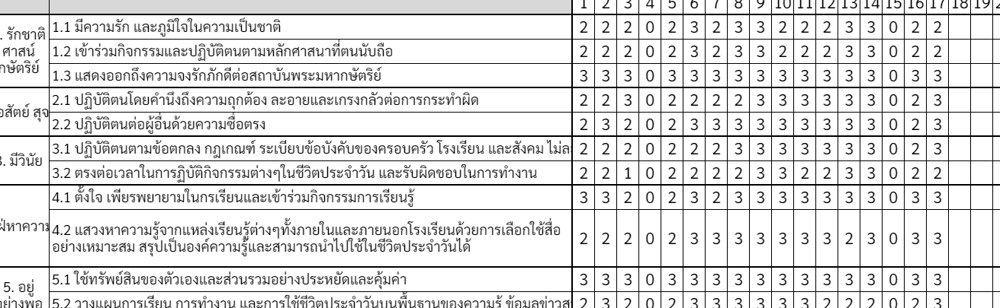 1 2 3 4 5 6 7 8 9 10 11 12 13 14 15 16 17 18 19
. รักชาติ
ศาสน์
กษัตริย์
1.1 มีความรัก และภูมิใจในความเป็นชาติ 2 2 2 0 2 3 2 3 3 2 2 2 3 3 0 2 2
1.2 เข้าร่วมกิจกรรมและปฏิบัติตนตามหลักศาสนาที่ตนนับถือ 2 2 2 0 2 3 2 3 3 2 2 2 3 3 0 2 2
1.3 แสดงออกถึงความจงรักภักดีต่อสถาบันพระมหากษัตริย์ 3 3 3 0 3 3 3 3 3 3 3 3 3 3 0 3 3
อสัตย์ สุจ
2.1 ปฏิบัติตนโดยคำนึงถึงความถูกต้อง ละอายและเกรงกลัวต่อการกระทำผิด 2 2 3 0 2 2 2 2 3 3 3 3 3 3 0 2 3
2.2 ปฏิบัติตนต่อผู้อื่นด้วยความซื่อตรง 2 3 2 0 2 3 3 3 3 3 3 3 3 3 0 2 3
3. มีวินัย
3.1 ปฏิบัติตนตามข้อตกลง กฎเกณฑ์ ระเบียบข้อบังคับของครอบครัว โรงเรียน และสังคม ไม่ละ 2 2 2 0 2 2 2 3 3 3 3 3 3 3 0 2 3
3.2 ตรงต่อเวลาในการฏิบัติกิจกรรมต่างๆในชีวิตประจำวัน และรับผิดชอบในการทำงาน 2 2 1 0 2 2 2 2 3 3 2 2 3 3 0 2 2
ฝ่หาความ
4.1 ตั้งใจ เพียรพยายามในกรเรียนและเข้าร่วมกิจกรรมการเรียนรู้ 3 3 2 0 2 3 2 3 3 3 3 3 3 3 0 3 3
4.2 แสวงหาความรู้จากแหล่งเรียนรู้ต่างๆทั้งภายในและภายนอกโรงเรียนด้วยการเลือกใช้สื่อ
อย่างเหมาะสม สรุปเป็นองค์ความรู้และสามารถนำไปใช้ในชีวิตประจำวันได้ 2 2 2 0 2 3 3 3 3 3 3 3 2 3 0 3 3
5. อยู่
อย่างพอ
5.1 ใช้ทรัพย์สินของตัวเองและส่วนรวมอย่างประหยัดและคุ้มค่า 3 3 3 0 3 3 3 3 3 3 3 3 3 3 0 3 3
5.2 วางแผนการเรียน การทำงาน และการใช้ชีวิตประจำวันบนพื้นฐานของความรู้ ข้อมูลข่าวส 2 3 2 0 2 3 3 3 3 3 3 2 2 2 0 2 3